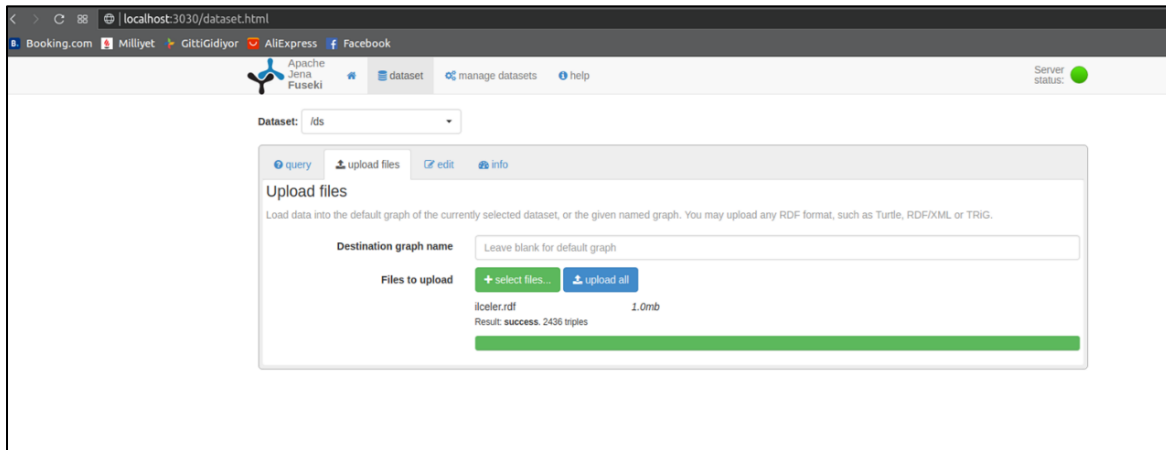 localhost:3030/dataset.html
B. Booking.com Milliyet GittiGidiyor AliExpress Facebook
Apache
Jena
Fuseki
dataset manage datasets help
Server
status:
Dataset: /ds
query upload files edit info
Upload files
Load data into the default graph of the currently selected dataset, or the given named graph. You may upload any RDF format, such as Turtle, RDF/XML or TRiG.
Destination graph name Leave blank for default graph
Files to upload + select files... upload all
ilceler.rdf 1.0mb
Result: success. 2436 triples